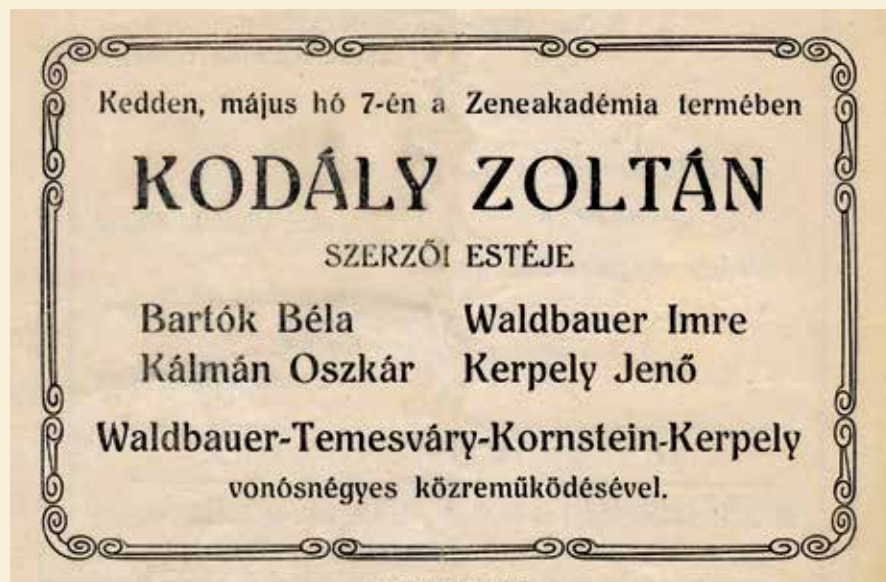 Kedden, május hó 7-én a Zeneakadémia termében
KODÁLY ZOLTÁN
SZERZŐI ESTÉJE
Bartók Béla Waldbauer Imre
Kálmán Oszkár Kerpely Jenő
Waldbauer-Temesváry-Kornstein-Kerpely
vonósnégyes közreműködésével.